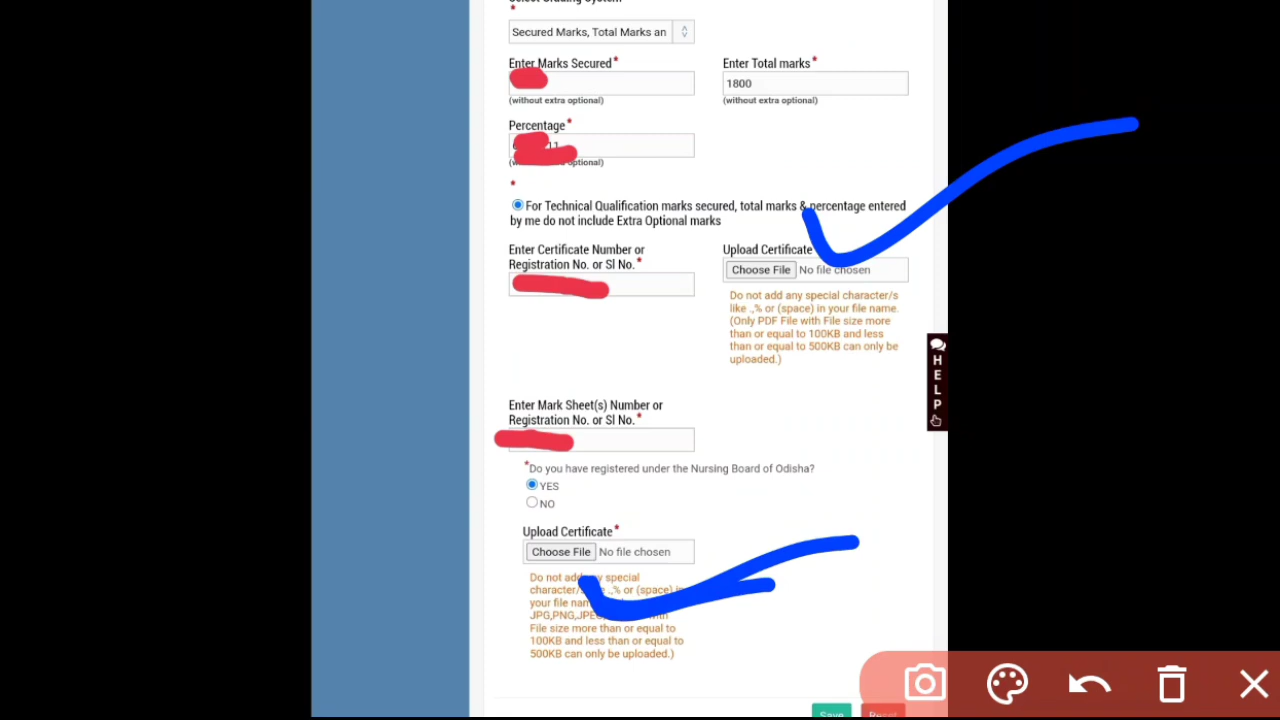 *
Secured Marks, Total Marks an
Enter Marks Secured*
Enter Total marks*
1800
(without extra optional)
(without extra optional)
Percentage*
11
optional)
*
For Technical Qualification marks secured, total marks & percentage entered
by me do not include Extra Optional marks
Enter Certificate Number or
Registration No. or Sl No.*
Upload Certificate
Choose File No file chosen
Do not add any special character/s
like .,% or (space) in your file name.
(Only PDF File with File size more
than or equal to 100KB and less
than or equal to 500KB can only be
uploaded.)
HELP
Enter Mark Sheet(s) Number or
Registration No. or Sl No.*
*Do you have registered under the Nursing Board of Odisha?
YES
NO
Upload Certificate*
Choose File No file chosen
Do not add any special
.,% or (space) in
your file
JPG,PNG,JPEG
File size more than or equal to
100KB and less than or equal to
500KB can only be uploaded.)
Save
Reset